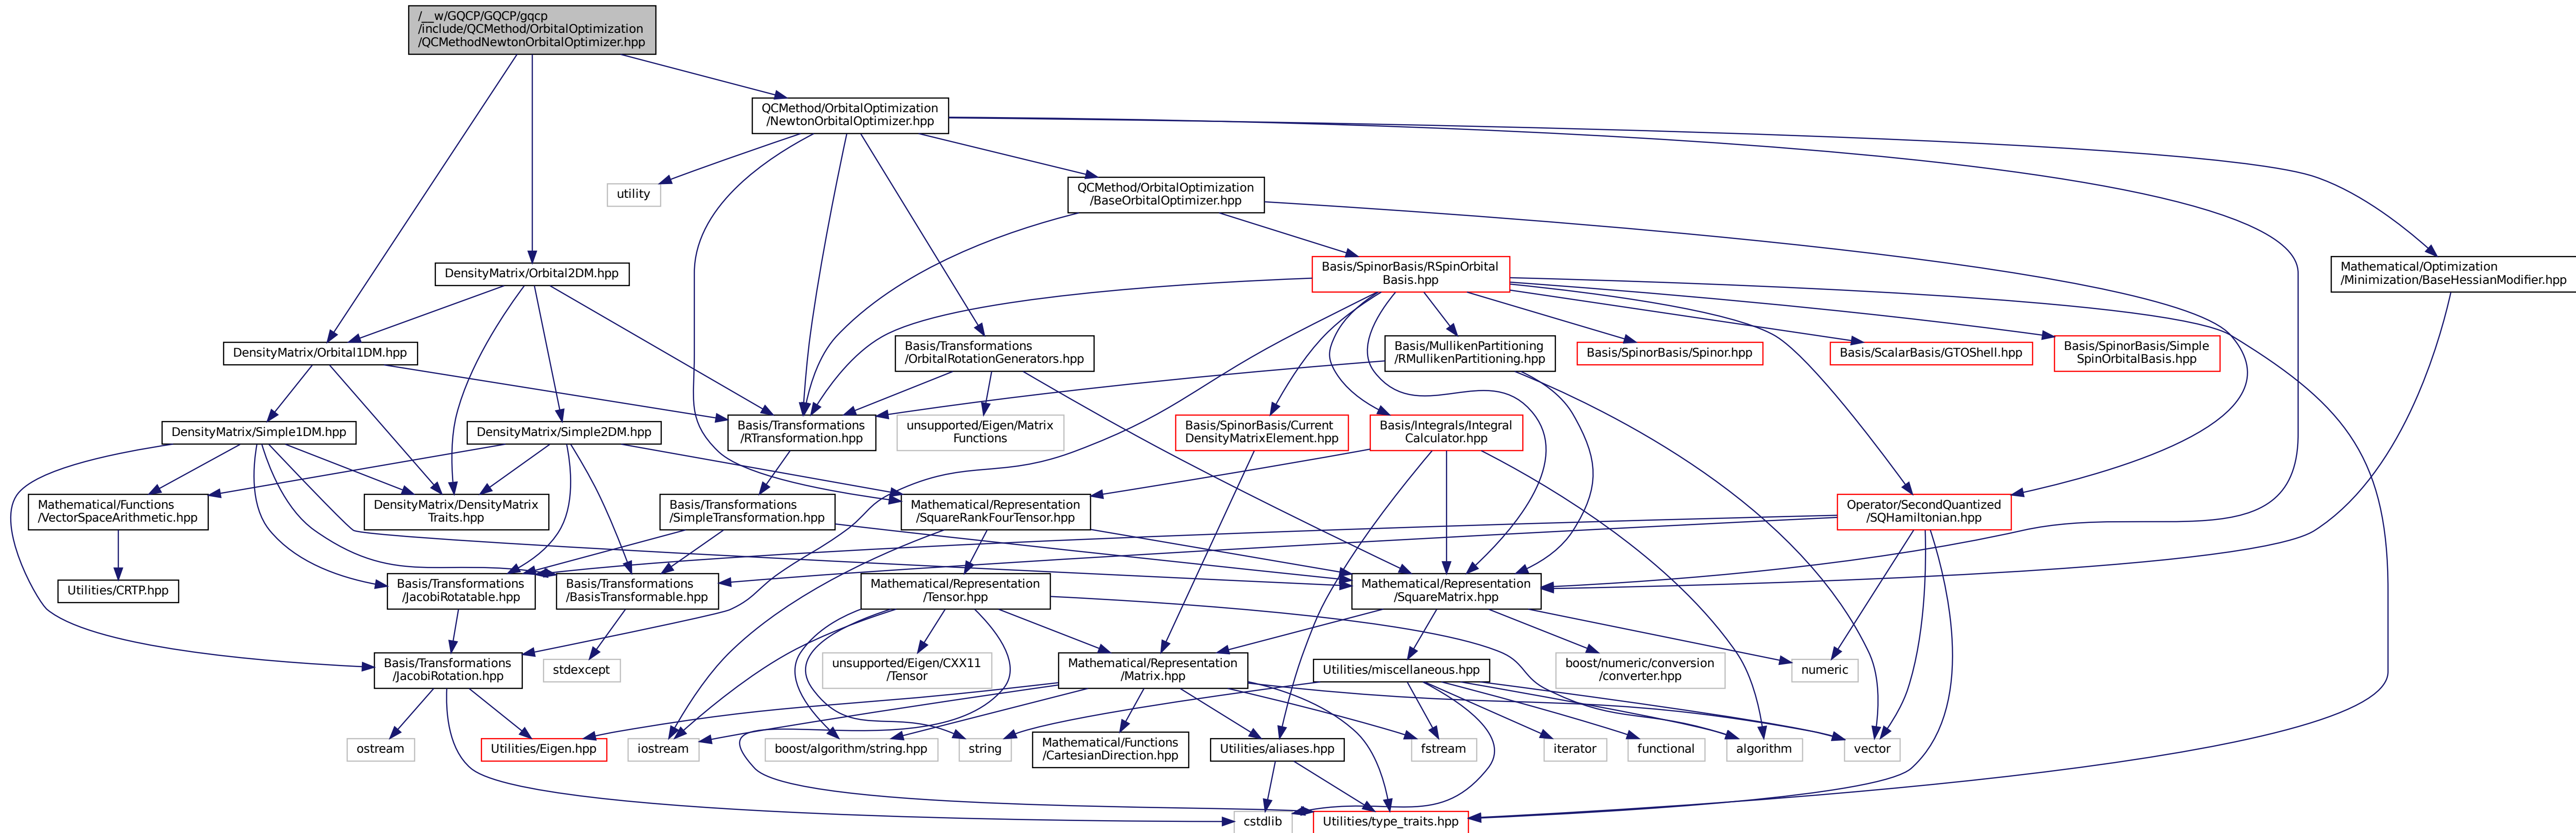 /__w/GQCP/GQCP/gqcp
/include/QCMethod/OrbitalOptimization
/QCMethodNewtonOrbitalOptimizer.hpp
QCMethod/OrbitalOptimization
/NewtonOrbitalOptimizer.hpp
utility
QCMethod/OrbitalOptimization
/BaseOrbitalOptimizer.hpp
DensityMatrix/Orbital2DM.hpp
Basis/SpinorBasis/RSpinOrbital
Basis.hpp
Mathematical/Optimization
/Minimization/BaseHessianModifier.hpp
DensityMatrix/Orbital1DM.hpp
Basis/Transformations
/OrbitalRotationGenerators.hpp
Basis/MullikenPartitioning
/RMullikenPartitioning.hpp
Basis/SpinorBasis/Spinor.hpp
Basis/ScalarBasis/GTOShell.hpp
Basis/SpinorBasis/Simple
SpinOrbitalBasis.hpp
DensityMatrix/Simple1DM.hpp
DensityMatrix/Simple2DM.hpp
Basis/Transformations
/RTransformation.hpp
unsupported/Eigen/Matrix
Functions
Basis/SpinorBasis/Current
DensityMatrixElement.hpp
Basis/Integrals/Integral
Calculator.hpp
Mathematical/Functions
/VectorSpaceArithmetic.hpp
DensityMatrix/DensityMatrix
Traits.hpp
Basis/Transformations
/SimpleTransformation.hpp
Mathematical/Representation
/SquareRankFourTensor.hpp
Operator/SecondQuantized
/SQHamiltonian.hpp
Utilities/CRTP.hpp
Basis/Transformations
/JacobiRotatable.hpp
Basis/Transformations
/BasisTransformable.hpp
Mathematical/Representation
/Tensor.hpp
Mathematical/Representation
/SquareMatrix.hpp
Basis/Transformations
/JacobiRotation.hpp
stdexcept
unsupported/Eigen/CXX11
/Tensor
Mathematical/Representation
/Matrix.hpp
Utilities/miscellaneous.hpp
boost/numeric/conversion
/converter.hpp
numeric
ostream
Utilities/Eigen.hpp
iostream
boost/algorithm/string.hpp
string
Mathematical/Functions
/CartesianDirection.hpp
Utilities/aliases.hpp
fstream
iterator
functional
algorithm
vector
cstdlib
Utilities/type_traits.hpp